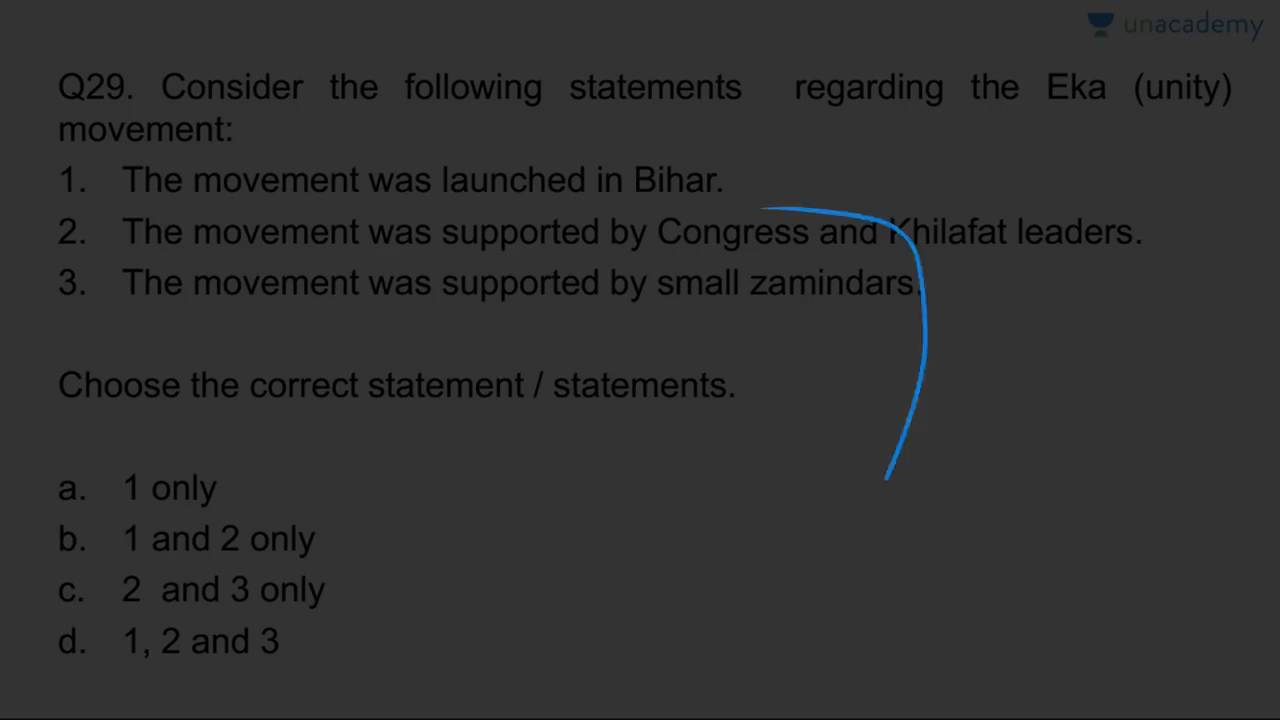 unacademy
Q29. Consider the following statements regarding the Eka (unity)
movement:
1. The movement was launched in Bihar.
2. The movement was supported by Congress and Khilafat leaders.
3. The movement was supported by small zamindars.
Choose the correct statement / statements.
a. 1 only
b. 1 and 2 only
c. 2 and 3 only
d. 1, 2 and 3